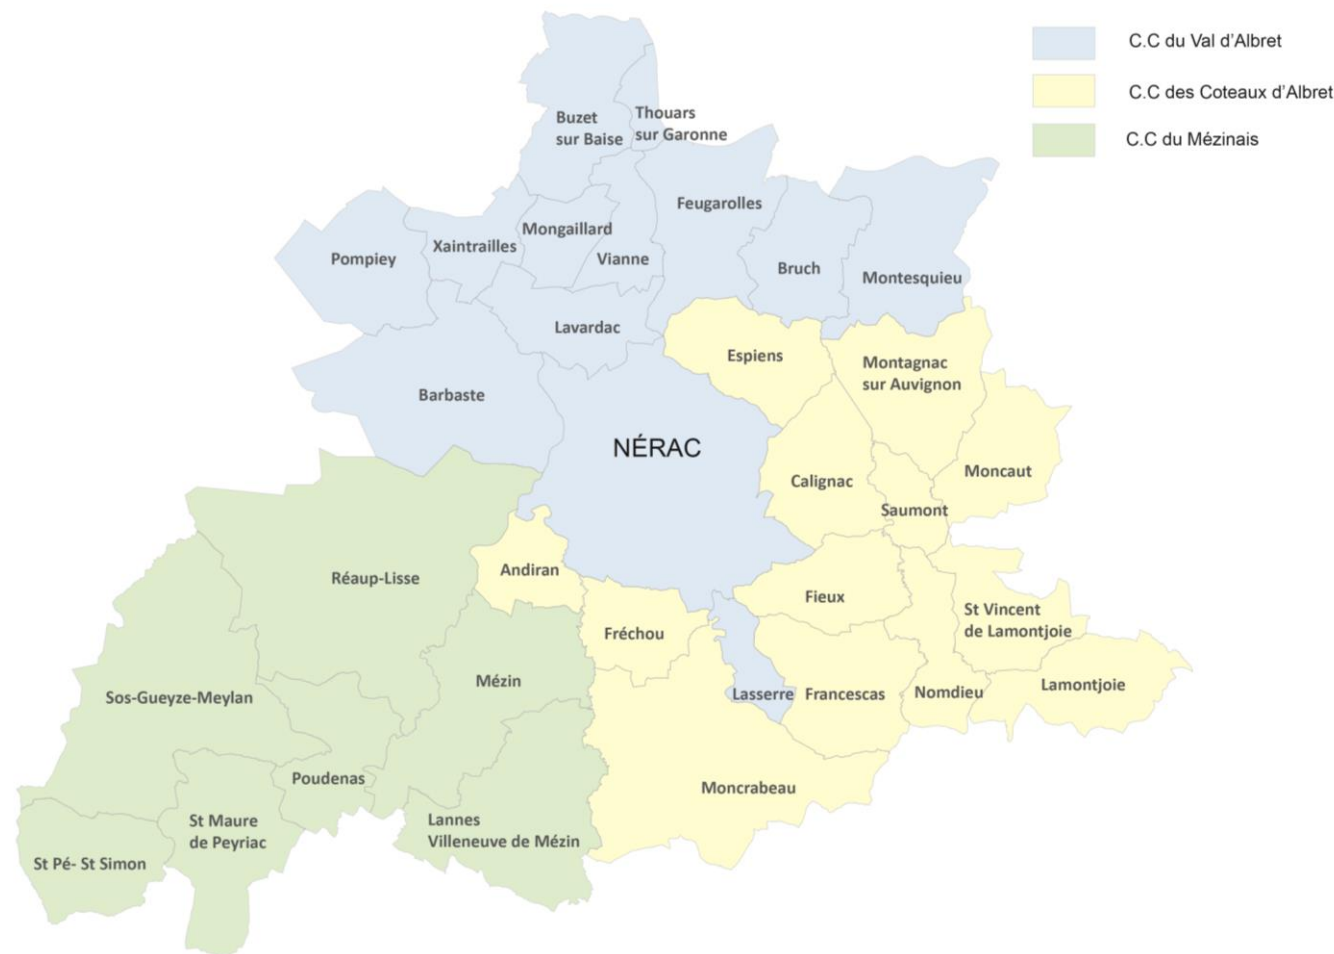 C.C du Val d'Albret
C.C des Coteaux d'Albret
C.C du Mézinais
Buzet
sur Baise
Thouars
sur Garonne
Feugarolles
Mongaillard
Xaintrailles
Pompiey
Vianne
Bruch
Montesquieu
Lavardac
Espiens
Montagnac
sur Auvignon
Barbaste
NÉRAC
Calignac
Moncaut
Saumont
Andiran
Réaup-Lisse
Fieux
St Vincent
de Lamontjoie
Fréchou
Mézin
Sos-Gueyze-Meylan
Lasserre
Francescas
Nomdieu
Lamontjoie
Poudenas
Moncrabeau
St Maure
de Peyriac
Lannes
Villeneuve de Mézin
St Pé- St Simon